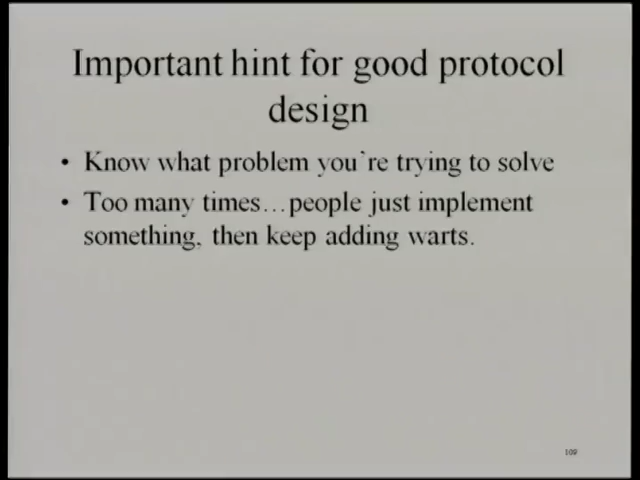 Important hint for good protocol
design
• Know what problem you`re trying to solve
• Too many times…people just implement
something, then keep adding warts.
109